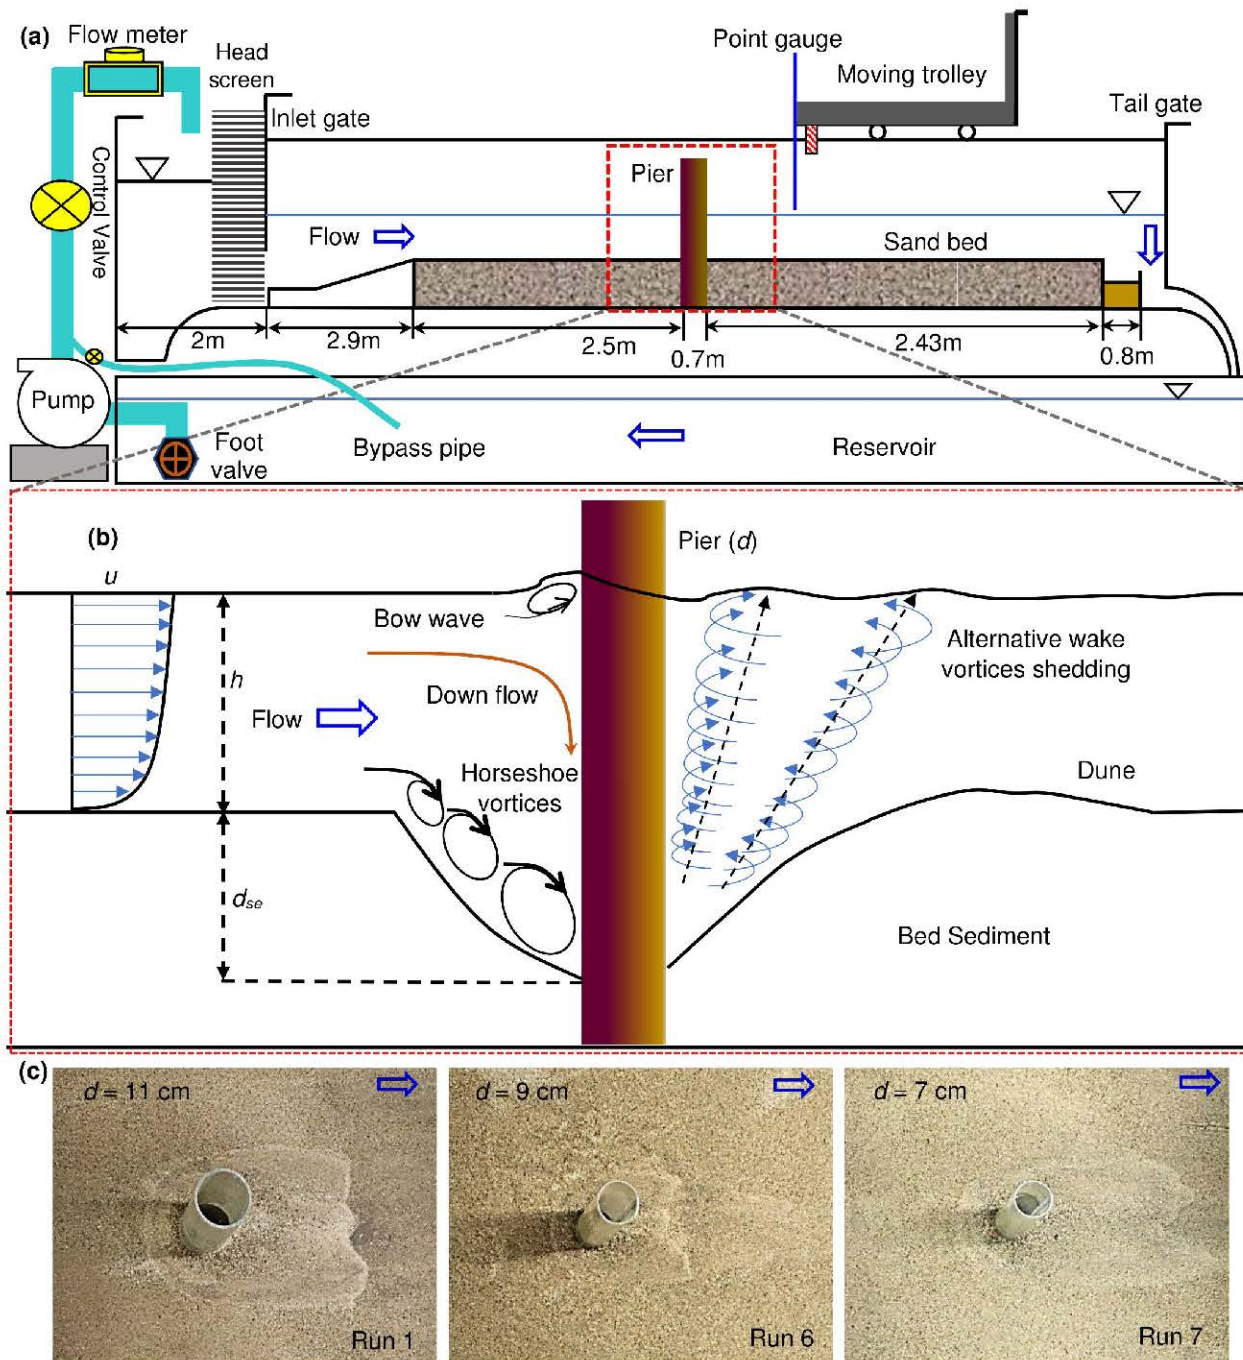 (a)
Flow meter
Head
screen
Inlet gate
Control Valve
Point gauge
Moving trolley
Tail gate
Pier
Flow
Sand bed
2m
2.9m
2.5m
0.7m
2.43m
0.8m
Pump
Foot
valve
Bypass pipe
Reservoir
(b)
Pier (d)
u
Bow wave
Alternative wake
vortices shedding
h
Down flow
Flow
Horseshoe
vortices
Dune
dse
Bed Sediment
(c)
d = 11 cm
d = 9 cm
d = 7 cm
Run 1
Run 6
Run 7